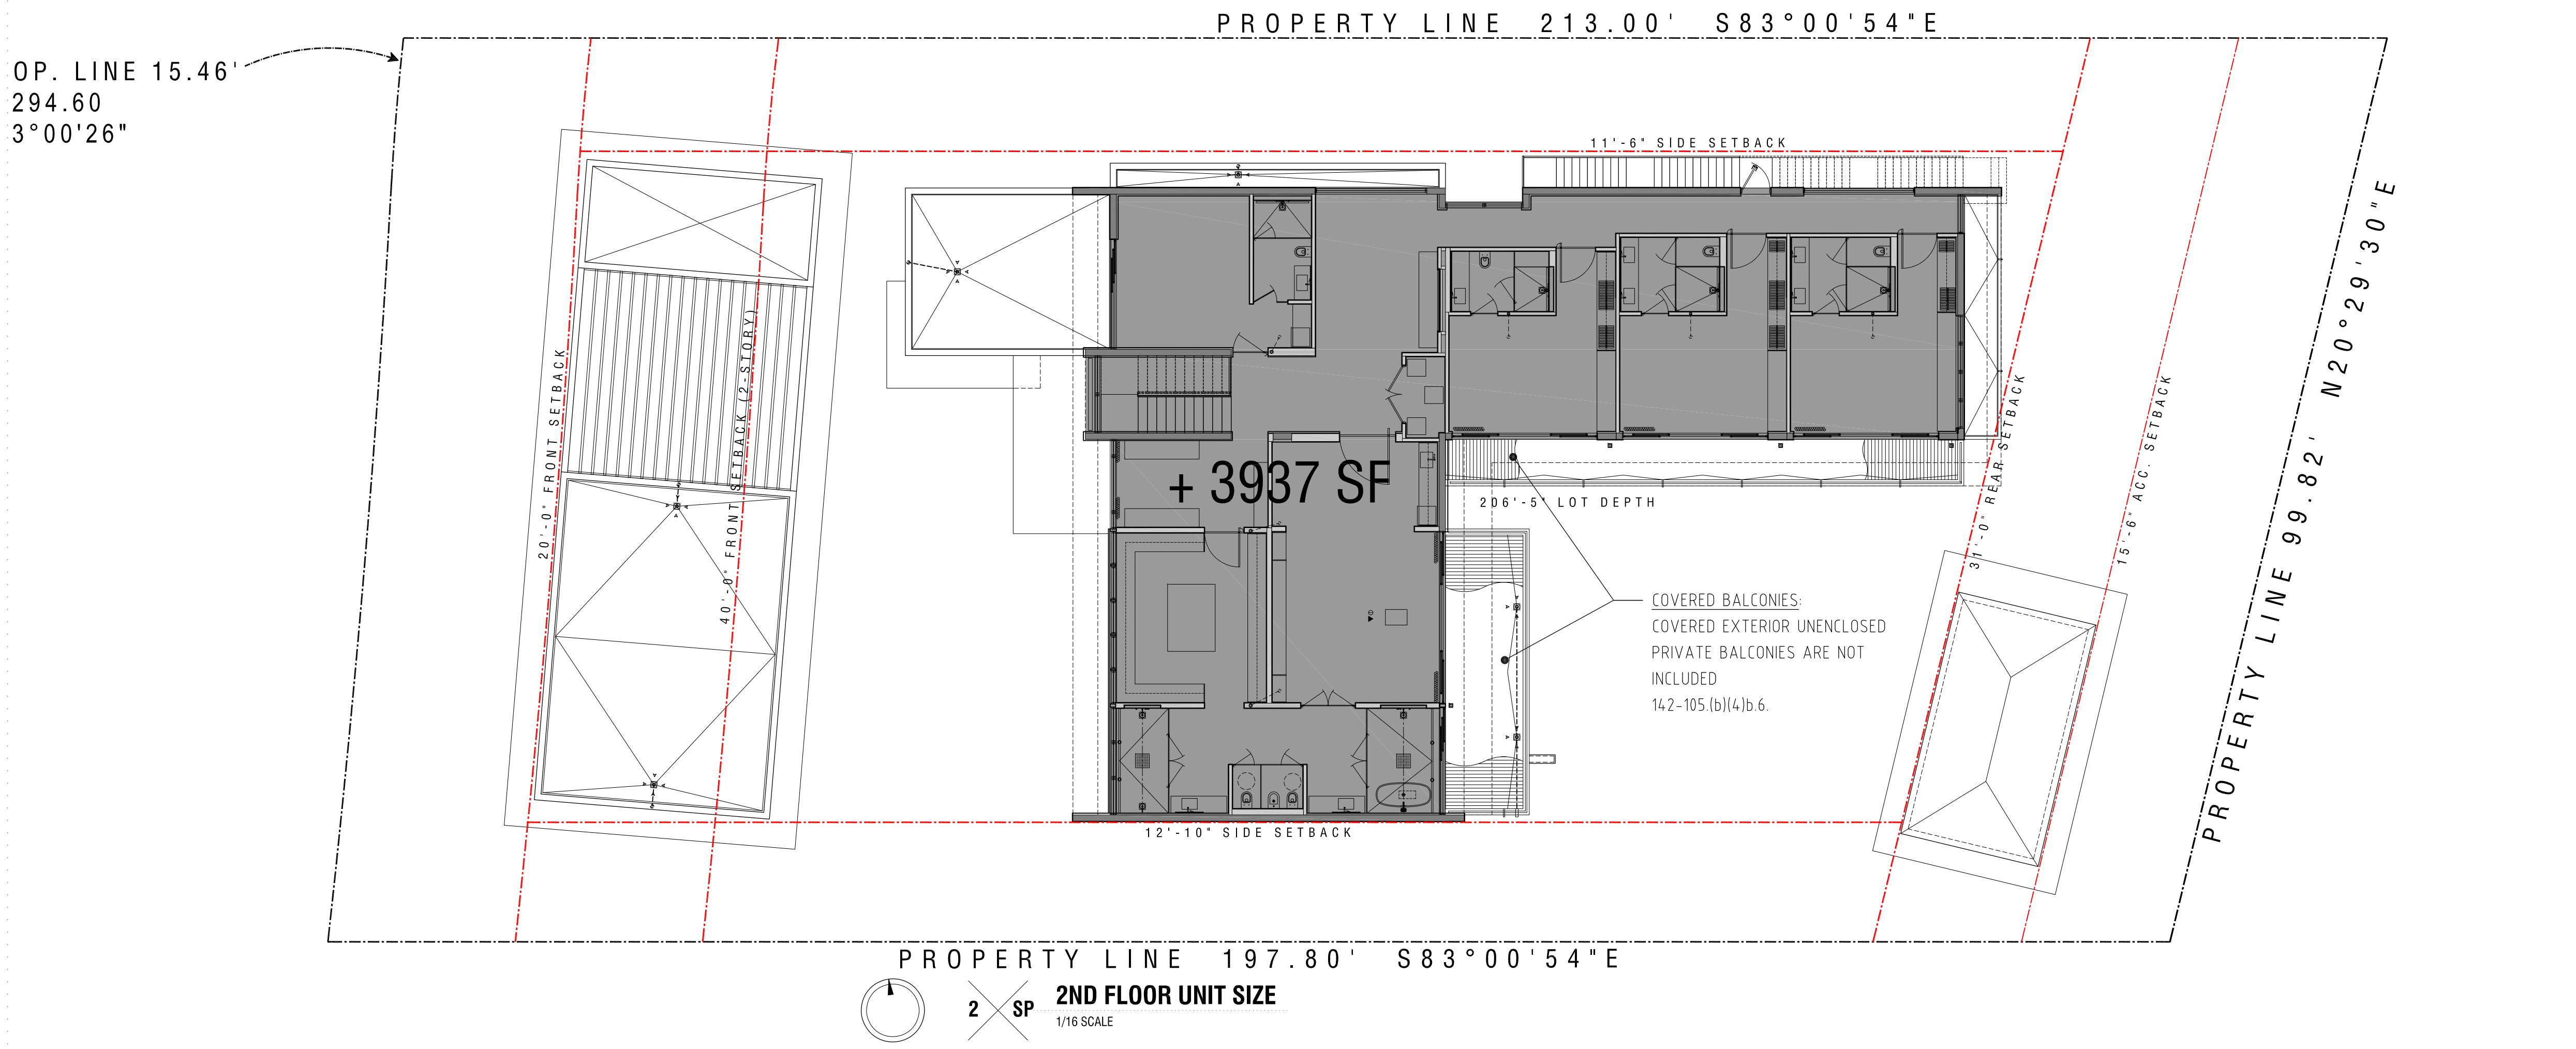 PROPERTY LINE 213.00' S83°00'54"E
OP. LINE 15.46'
294.60
3°00'26"
11'-6" SIDE SETBACK
20'-0" FRONT SETBACK
40'-0" FRONT SETBACK (2-STORY)
+ 3937 SF
206'-5" LOT DEPTH
31'-0" REAR SETBACK
15'-6" ACC. SETBACK
PROPERTY LINE 99.82' N20°29'30"E
COVERED BALCONIES:
COVERED EXTERIOR UNENCLOSED
PRIVATE BALCONIES ARE NOT
INCLUDED
142-105.(b)(4)b.6.
12'-10" SIDE SETBACK
PROPERTY LINE 197.80' S83°00'54"E
2 SP
2ND FLOOR UNIT SIZE
1/16 SCALE